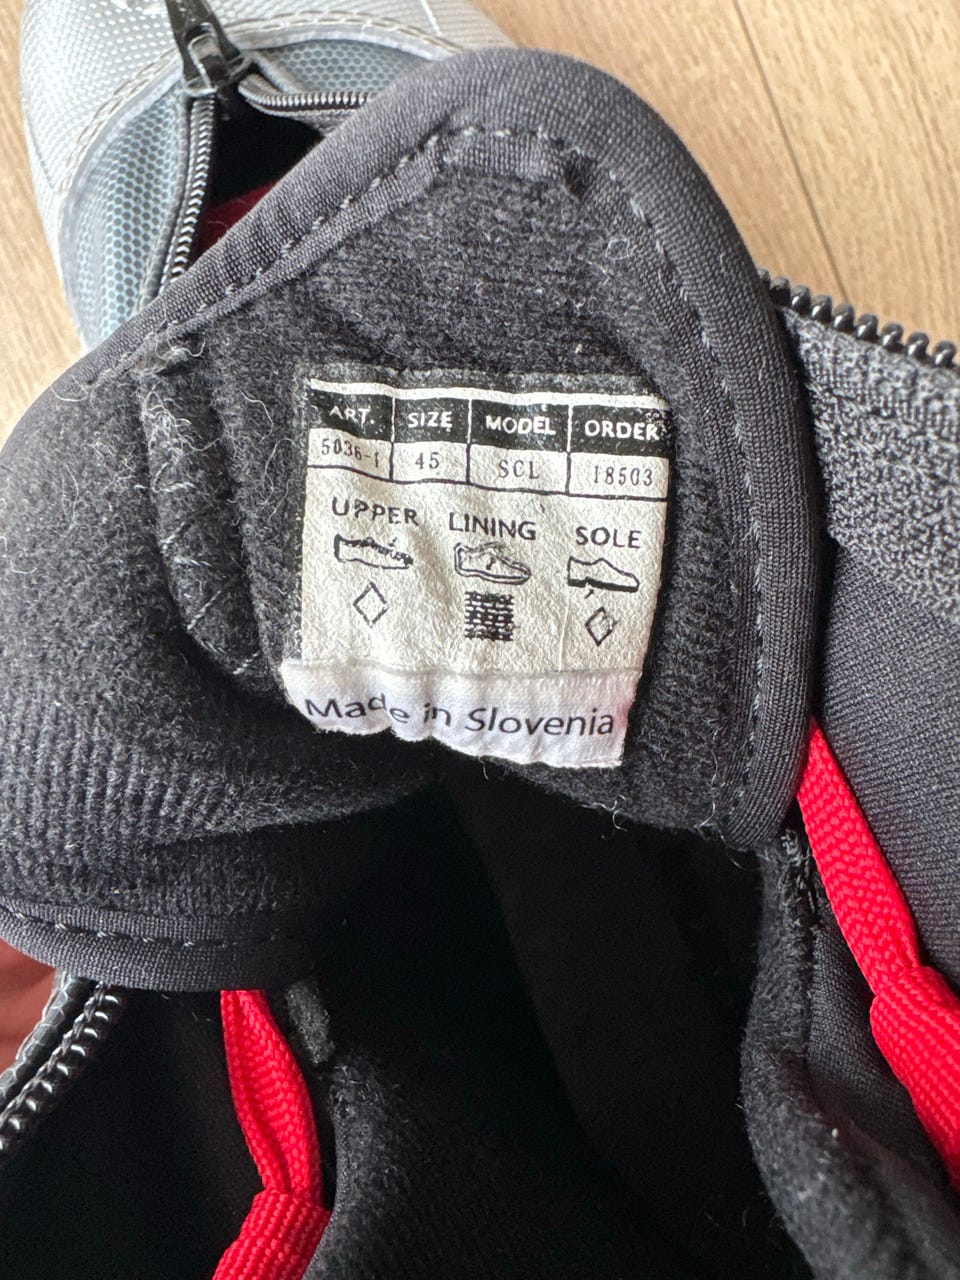 ART. SIZE MODEL ORDER
5036-1 45 SCL 18503
UPPER LINING SOLE
Made in Slovenia